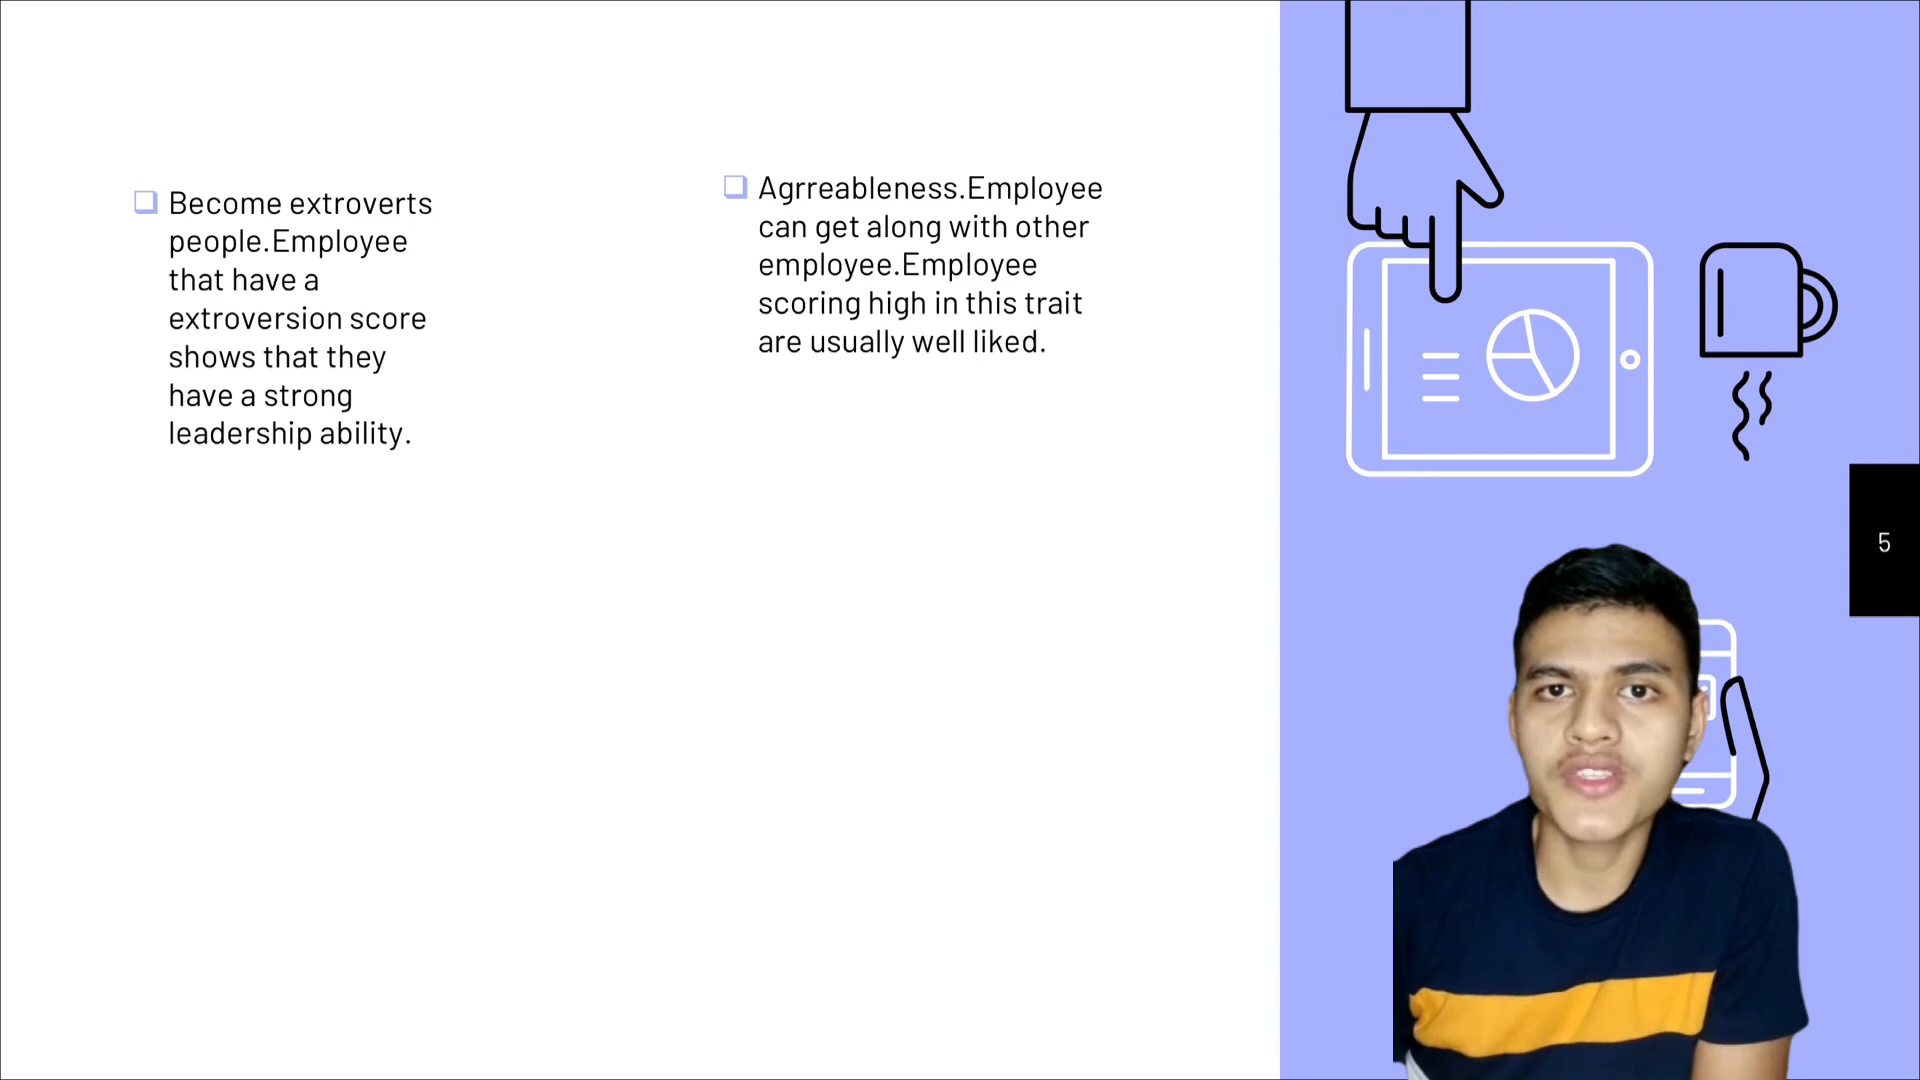 Become extroverts
people.Employee
that have a
extroversion score
shows that they
have a strong
leadership ability.
Agrreableness.Employee
can get along with other
employee.Employee
scoring high in this trait
are usually well liked.
5